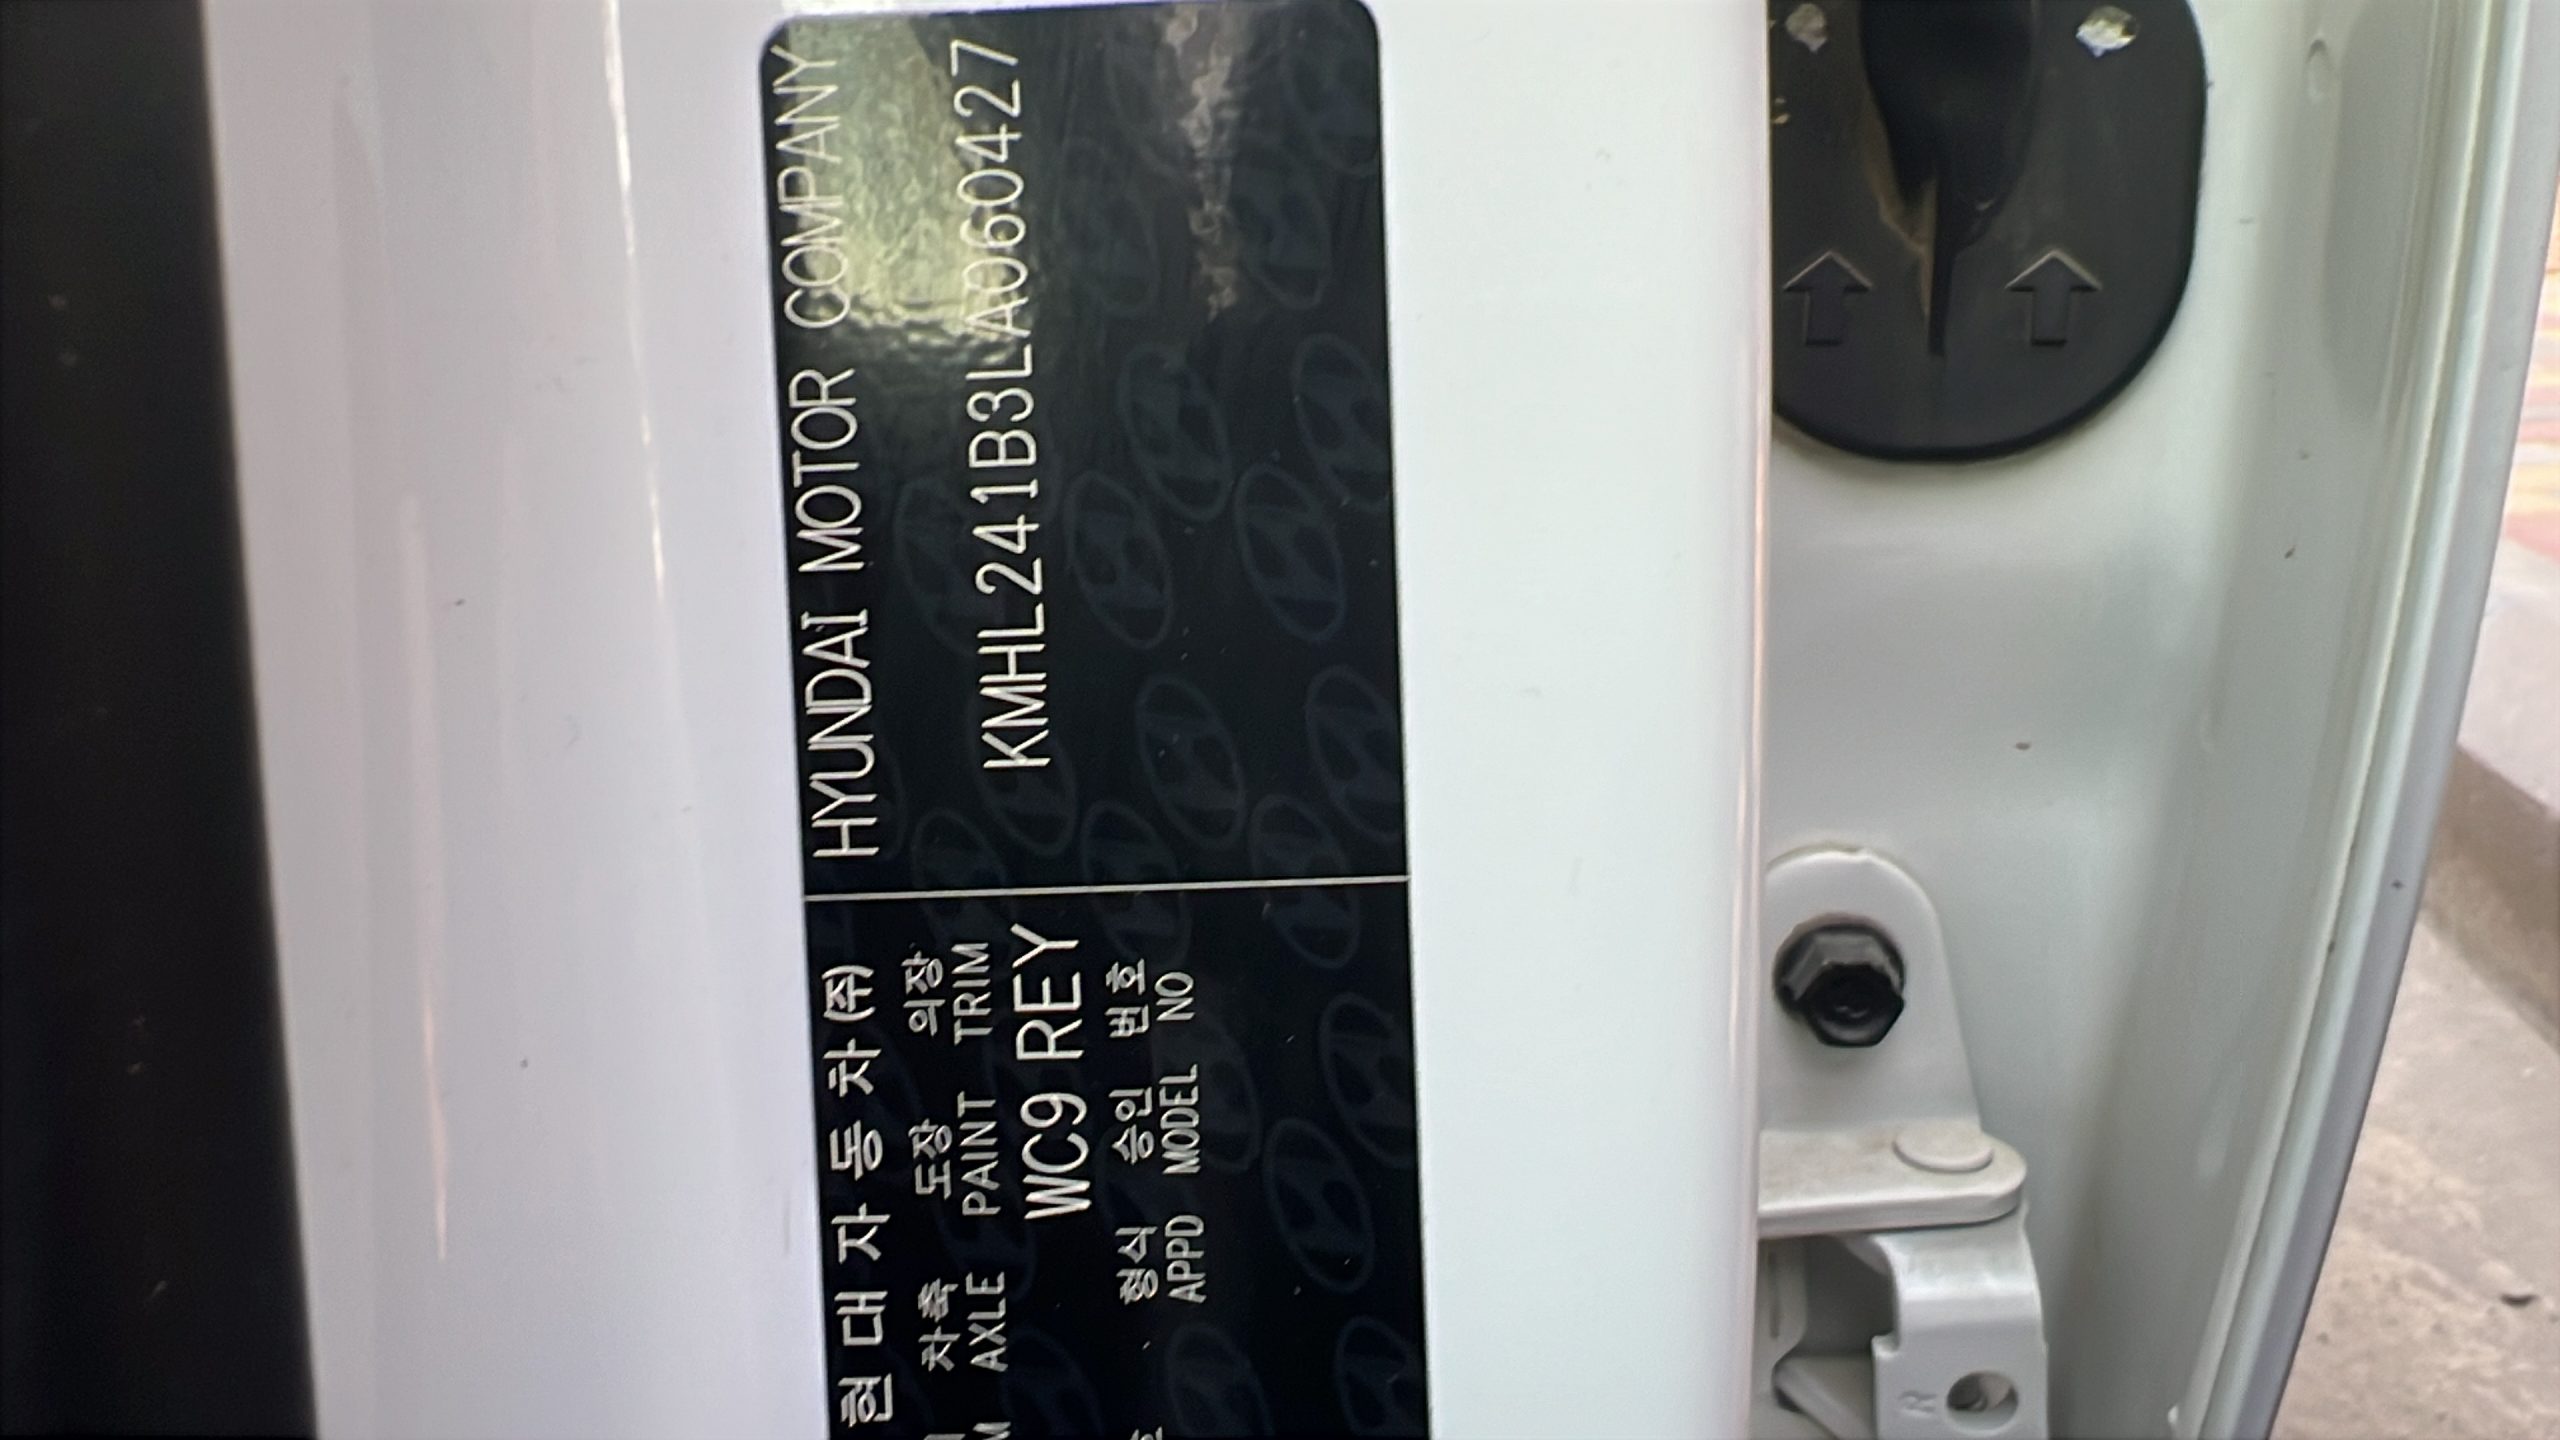 현대자동차(주) HYUNDAI MOTOR COMPANY
차축 도장 의장
AXLE PAINT TRIM KMHL241B3LA060427
WC9 REY
형식 승인 번호
APPD MODEL NO
R